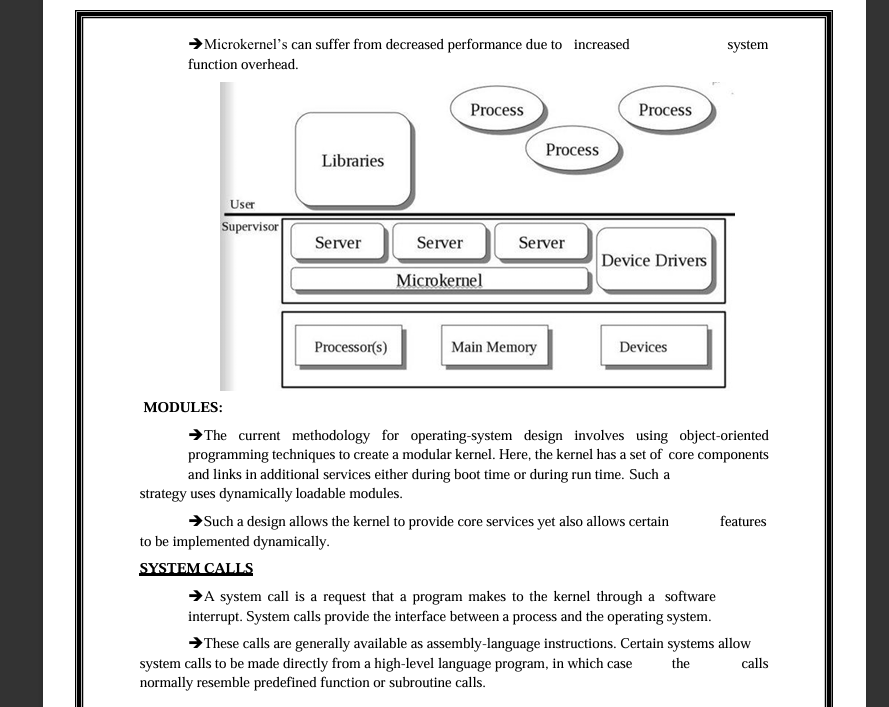 ➔Microkernel’s can suffer from decreased performance due to increased system
function overhead.
Process
Process
Process
Libraries
User
Supervisor
Server
Server
Server
Device Drivers
Microkernel
Processor(s)
Main Memory
Devices
MODULES:
➔The current methodology for operating-system design involves using object-oriented
programming techniques to create a modular kernel. Here, the kernel has a set of core components
and links in additional services either during boot time or during run time. Such a
strategy uses dynamically loadable modules.
➔Such a design allows the kernel to provide core services yet also allows certain features
to be implemented dynamically.
SYSTEM CALLS
➔A system call is a request that a program makes to the kernel through a software
interrupt. System calls provide the interface between a process and the operating system.
➔These calls are generally available as assembly-language instructions. Certain systems allow
system calls to be made directly from a high-level language program, in which case the calls
normally resemble predefined function or subroutine calls.